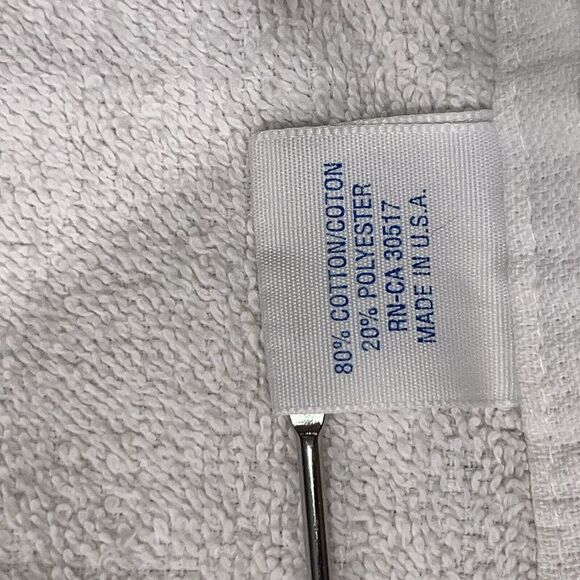 80% COTTON/COTON
20% POLYESTER
RN-CA 30517
MADE IN U.S.A.